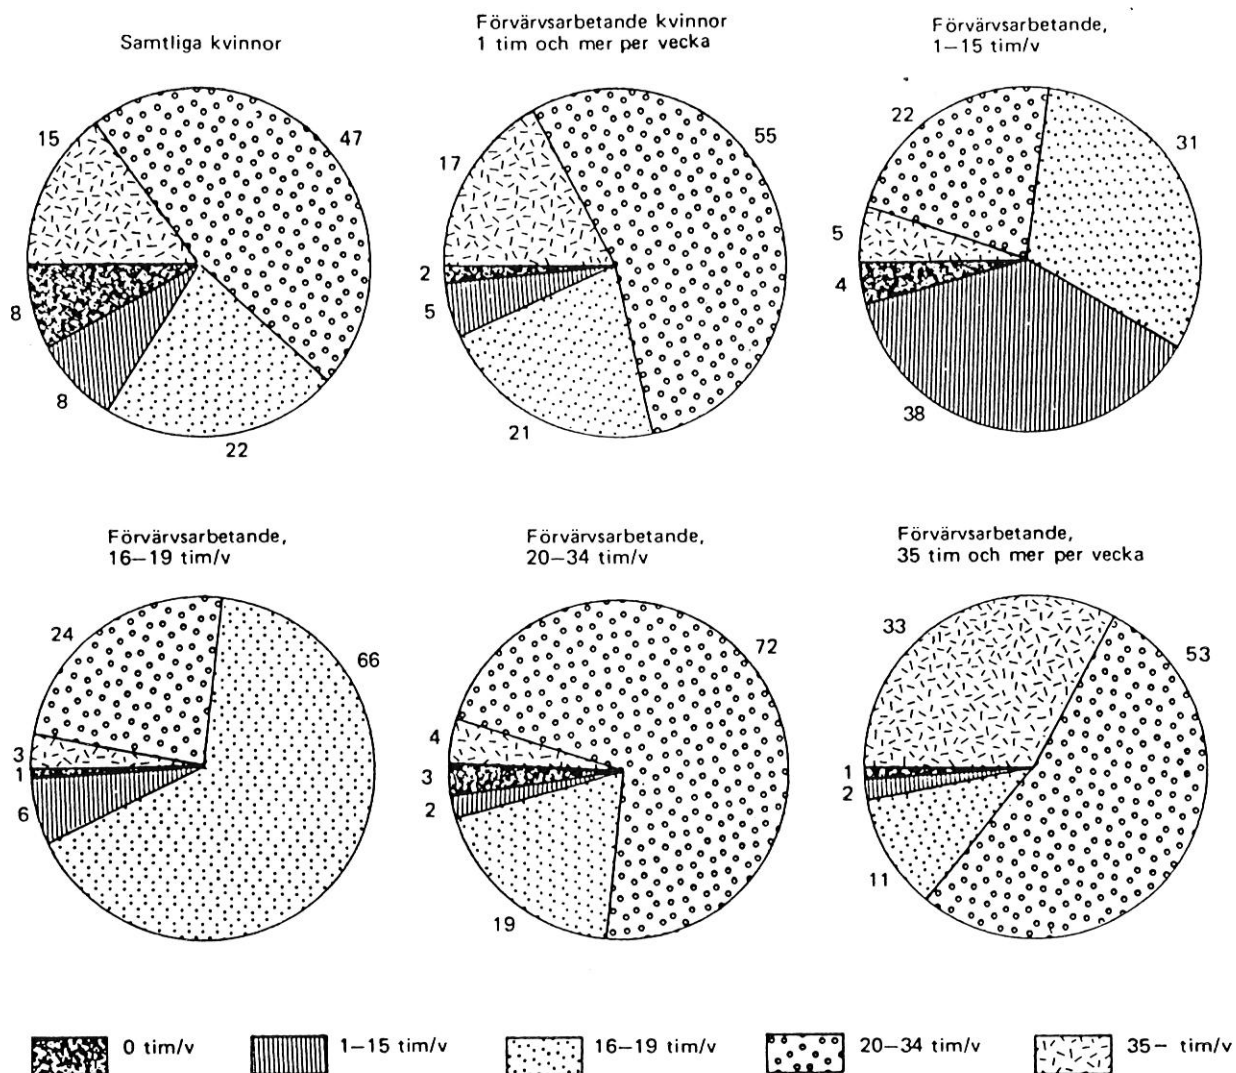 Samtliga kvinnor
Förvärvsarbetande kvinnor
1 tim och mer per vecka
Förvärvsarbetande,
1–15 tim/v
15
47
8
8
22
17
55
2
5
21
22
31
5
4
38
Förvärvsarbetande,
16–19 tim/v
Förvärvsarbetande,
20–34 tim/v
Förvärvsarbetande,
35 tim och mer per vecka
24
66
3
1
6
72
4
3
2
19
33
53
1
2
11
0 tim/v
1–15 tim/v
16–19 tim/v
20–34 tim/v
35– tim/v